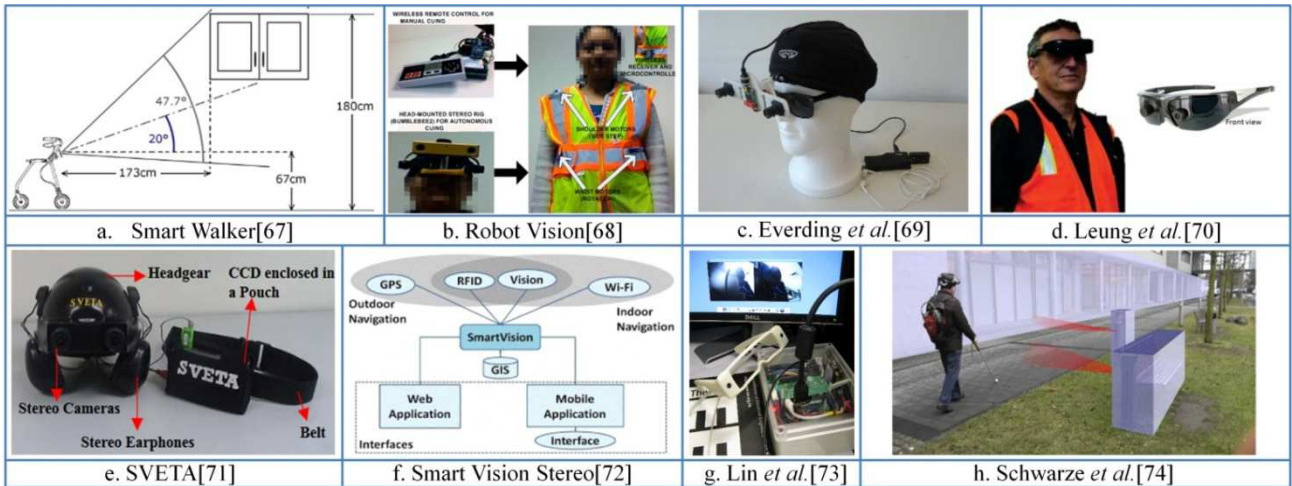 47.7°
20°
180cm
173cm
67cm
a. Smart Walker[67]
WIRELESS REMOTE CONTROL FOR
MANUAL CUING
HEAD-MOUNTED STEREO RIG
(BUMBLEBEE2) FOR AUTONOMOUS
CUING
RECEIVER AND
MICROCONTROLLE
SHOULDER MOTORS
WAIST MOTORS
b. Robot Vision[68]
c. Everding et al.[69]
Front view
d. Leung et al.[70]
Headgear
CCD enclosed in
a Pouch
SVETA
SVETA
Stereo Cameras
Stereo Earphones
Belt
e. SVETA[71]
GPS
RFID
Vision
Wi-Fi
Outdoor
Navigation
Indoor
Navigation
SmartVision
GIS
Web
Application
Mobile
Application
Interface
Interfaces
f. Smart Vision Stereo[72]
DELL
g. Lin et al.[73]
h. Schwarze et al.[74]